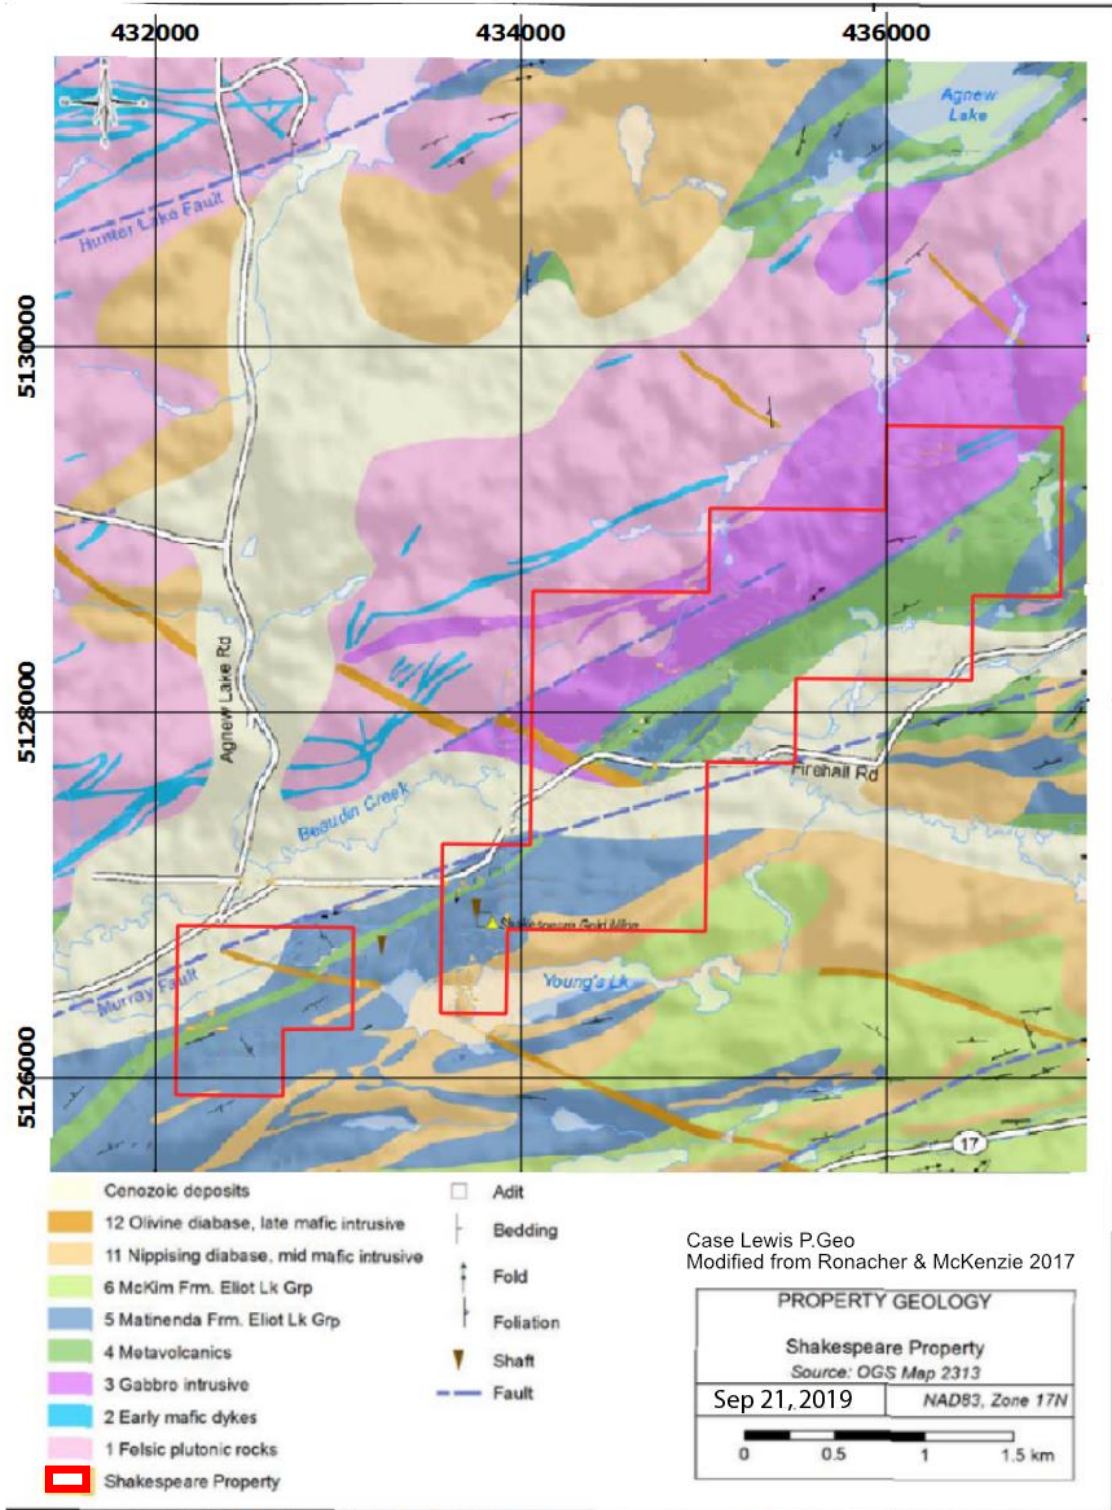 432000 434000 436000
Agnew
Lake
Hunter Lake Fault
5130000
Agnew Lake Rd
5128000
Beaudin Creek
Firehall Rd
Shakespeare Gold Mine
Murray Fault
Young's Lk
5126000
17
Cenozoic deposits
12 Olivine diabase, late mafic intrusive
11 Nippising diabase, mid mafic intrusive
6 McKim Frm. Eliot Lk Grp
5 Matinenda Frm. Eliot Lk Grp
4 Metavolcanics
3 Gabbro intrusive
2 Early mafic dykes
1 Felsic plutonic rocks
Shakespeare Property
Adit
Bedding
Fold
Foliation
Shaft
Fault
Case Lewis P.Geo
Modified from Ronacher & McKenzie 2017
PROPERTY GEOLOGY
Shakespeare Property
Source: OGS Map 2313
Sep 21, 2019 NAD83, Zone 17N
0 0.5 1 1.5 km